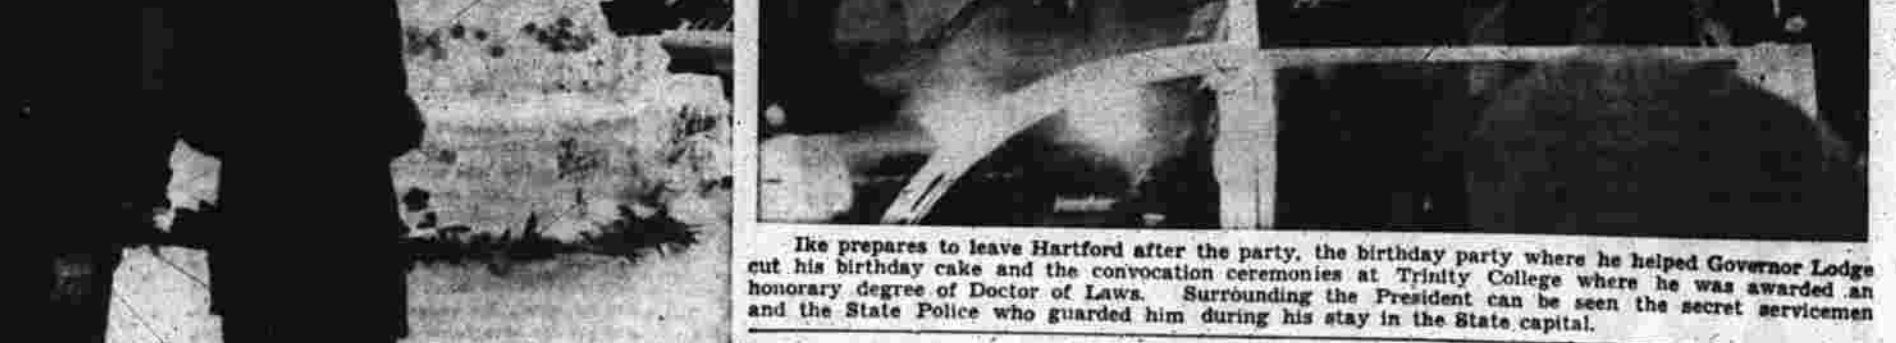 Ike prepares to leave Hartford after the party, the birthday party where he helped Governor Lodge
cut his birthday cake and the convocation ceremonies at Trinity College where he was awarded an
honorary degree of Doctor of Laws. Surrounding the President can be seen the secret servicemen
and the State Police who guarded him during his stay in the State capital.